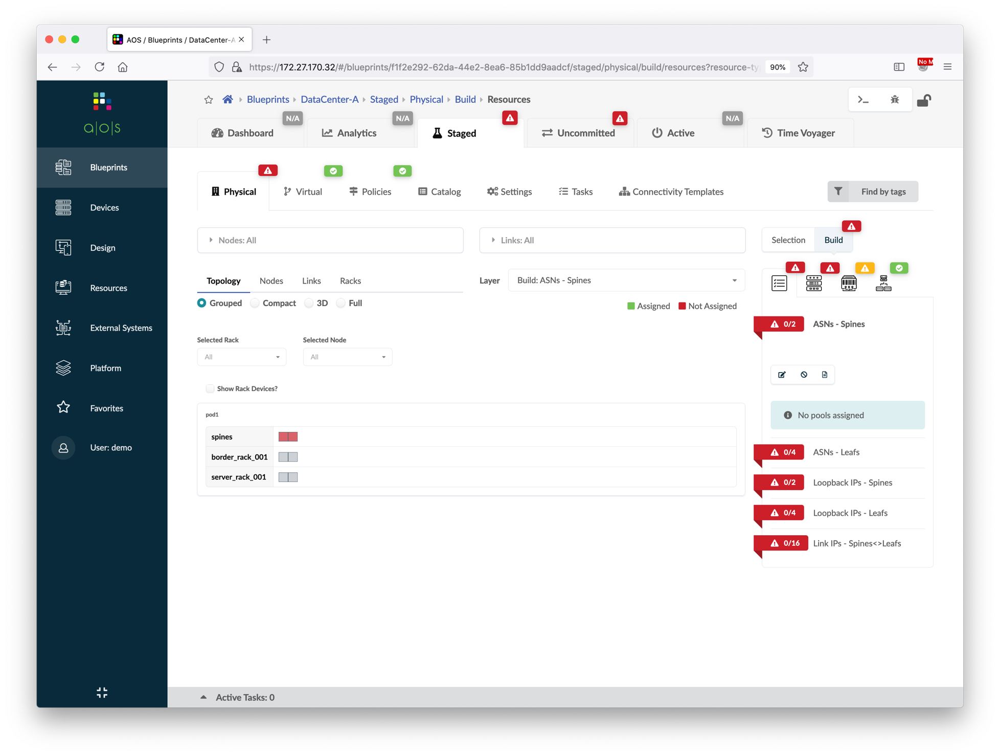 AOS / Blueprints / DataCenter-A
https://172.27.170.32/#/blueprints/f1f2e292-62da-44e2-8ea6-85b1dd9aadcf/staged/physical/build/resources?resource-ty
90%
No M
a|o|s
Blueprints
Devices
Design
Resources
External Systems
Platform
Favorites
User: demo
Blueprints DataCenter-A Staged Physical Build Resources
N/A N/A N/A
Dashboard Analytics Staged Uncommitted Active Time Voyager
Physical Virtual Policies Catalog Settings Tasks Connectivity Templates Find by tags
Nodes: All Links: All
Selection Build
Topology Nodes Links Racks
Layer Build: ASNs - Spines
Grouped Compact 3D Full
Assigned Not Assigned
Selected Rack Selected Node
All All
Show Rack Devices?
pod1
spines
border_rack_001
server_rack_001
0/2 ASNs - Spines
No pools assigned
0/4 ASNs - Leafs
0/2 Loopback IPs - Spines
0/4 Loopback IPs - Leafs
0/16 Link IPs - Spines<>Leafs
Active Tasks: 0